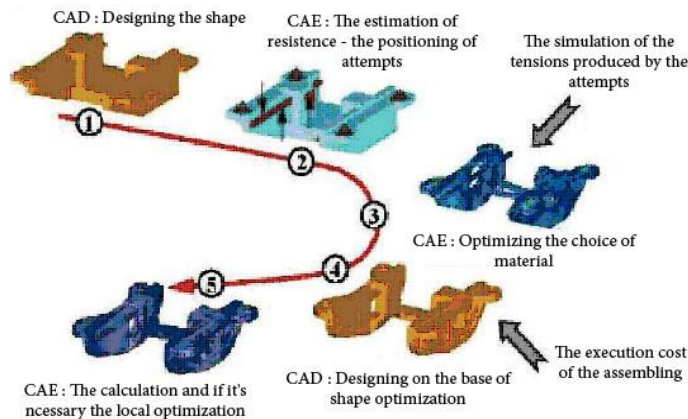 CAD : Designing the shape
CAE : The estimation of
resistence - the positioning of
attempts
The simulation of the
tensions produced by the
attempts
1
2
3
CAE : Optimizing the choice of
material
4
5
The execution cost
of the assembling
CAD : Designing on the base of
shape optimization
CAE : The calculation and if it's
ncessary the local optimization